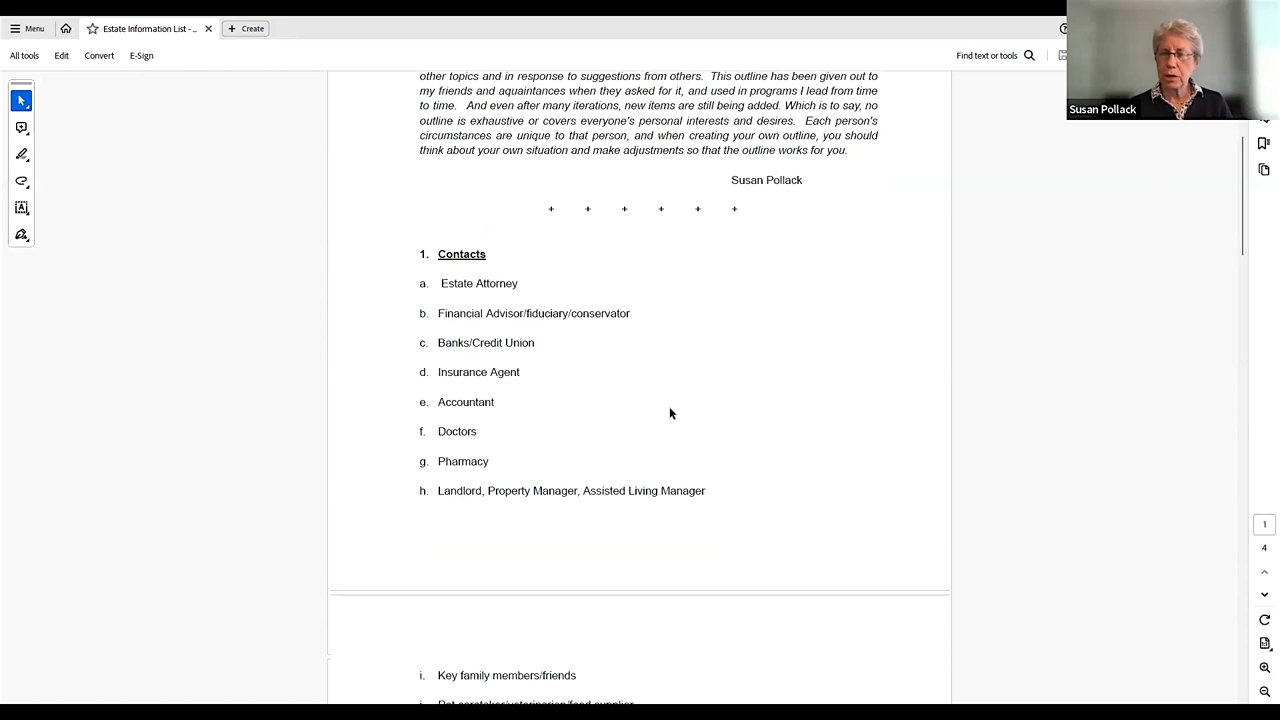 Menu
Estate Information List - ...
Create
All tools
Edit
Convert
E-Sign
Find text or tools
Susan Pollack
other topics and in response to suggestions from others. This outline has been given out to
my friends and aquaintances when they asked for it, and used in programs I lead from time
to time. And even after many iterations, new items are still being added. Which is to say, no
outline is exhaustive or covers everyone's personal interests and desires. Each person's
circumstances are unique to that person, and when creating your own outline, you should
think about your own situation and make adjustments so that the outline works for you.
Susan Pollack
+ + + + + +
1. Contacts
a. Estate Attorney
b. Financial Advisor/fiduciary/conservator
c. Banks/Credit Union
d. Insurance Agent
e. Accountant
f. Doctors
g. Pharmacy
h. Landlord, Property Manager, Assisted Living Manager
i. Key family members/friends
1
4